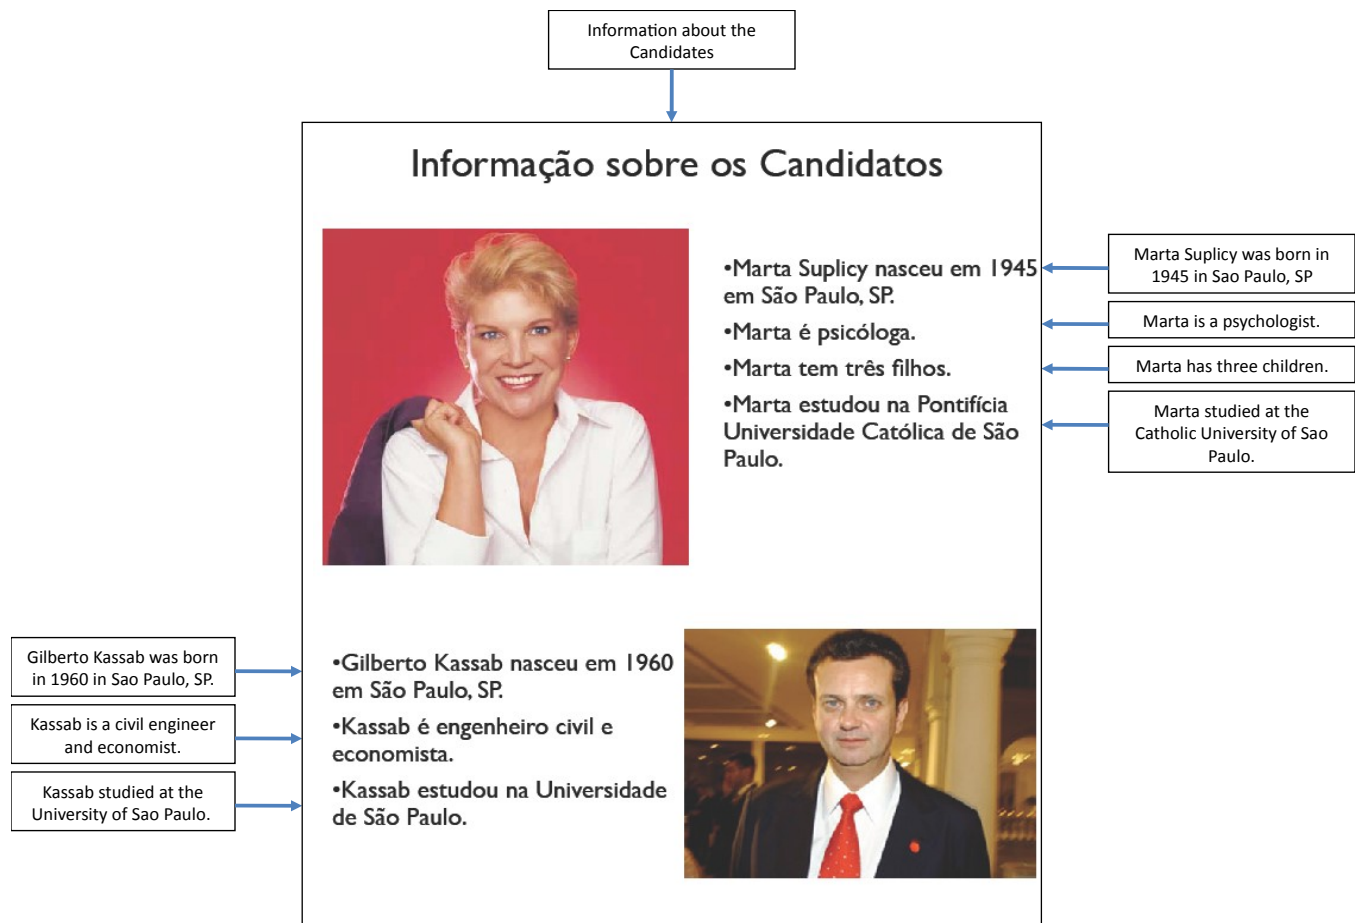 Information about the
Candidates
Informação sobre os Candidatos
•Marta Suplicy nasceu em 1945
em São Paulo, SP.
•Marta é psicóloga.
•Marta tem três filhos.
•Marta estudou na Pontifícia
Universidade Católica de São
Paulo.
Marta Suplicy was born in
1945 in Sao Paulo, SP
Marta is a psychologist.
Marta has three children.
Marta studied at the
Catholic University of Sao
Paulo.
Gilberto Kassab was born
in 1960 in Sao Paulo, SP.
Kassab is a civil engineer
and economist.
Kassab studied at the
University of Sao Paulo.
•Gilberto Kassab nasceu em 1960
em São Paulo, SP.
•Kassab é engenheiro civil e
economista.
•Kassab estudou na Universidade
de São Paulo.